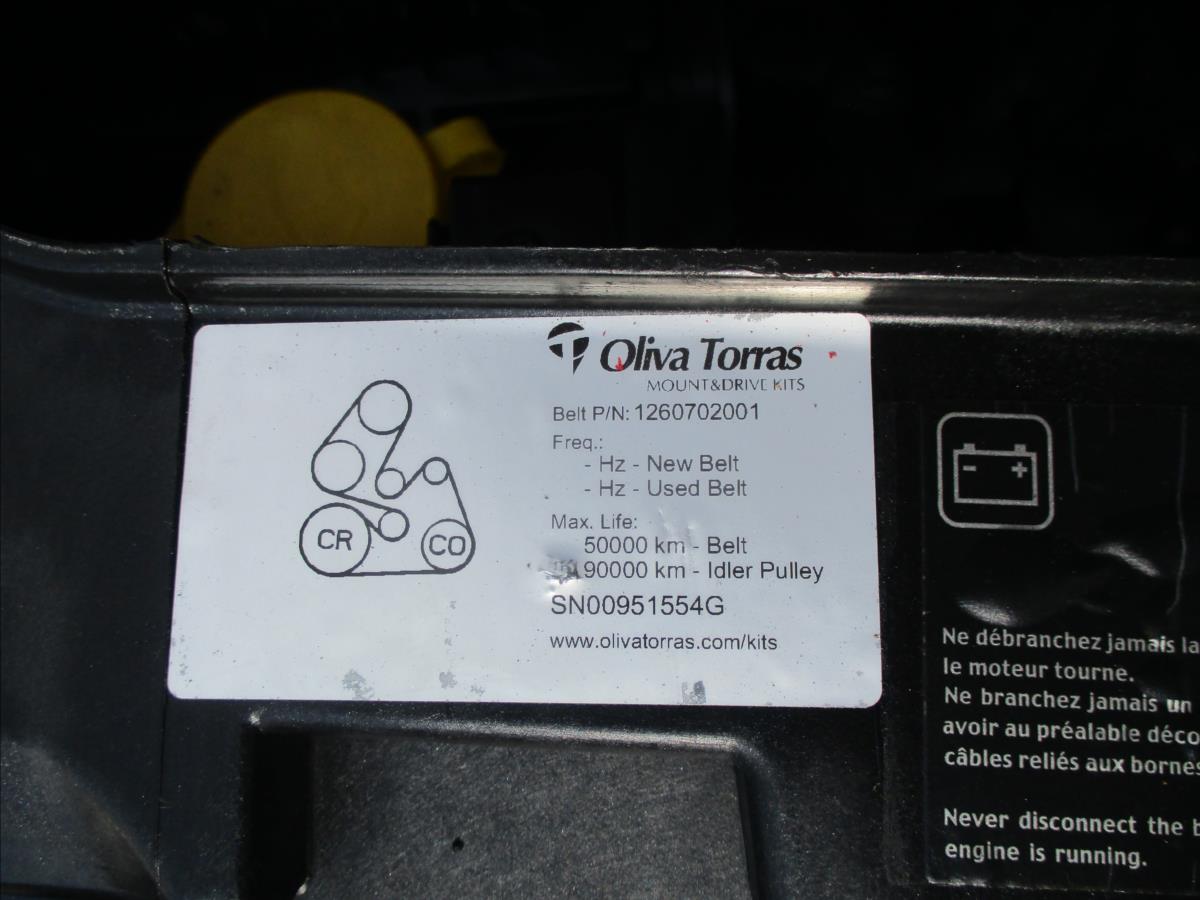 Oliva Torras
MOUNT&DRIVE KITS
Belt P/N: 1260702001
Freq.:
- Hz - New Belt
- Hz - Used Belt
Max. Life:
50000 km - Belt
90000 km - Idler Pulley
SN00951554G
www.olivatorras.com/kits
CR
CO
- +
Ne débranchez jamais la
le moteur tourne.
Ne branchez jamais un
avoir au préalable déco
câbles reliés aux bornes
Never disconnect the b
engine is running.